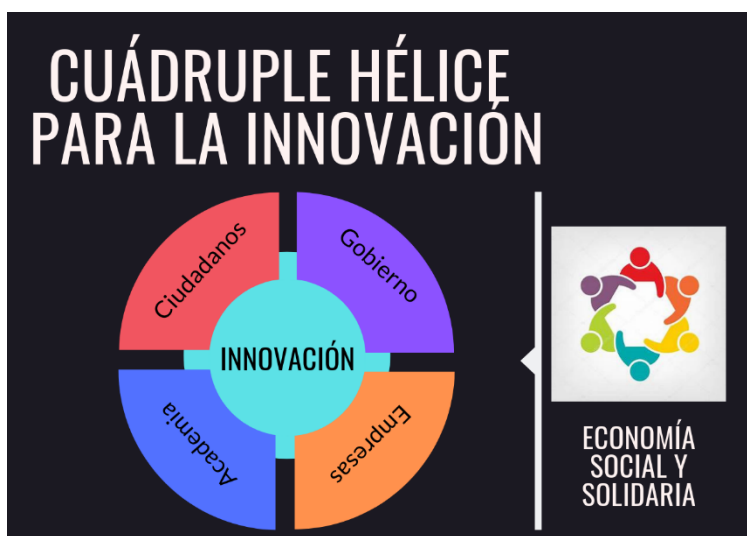 CUÁDRUPLE HÉLICE
PARA LA INNOVACIÓN
Ciudadanos
Gobierno
INNOVACIÓN
Academia
Empresas
ECONOMÍA
SOCIAL Y
SOLIDARIA